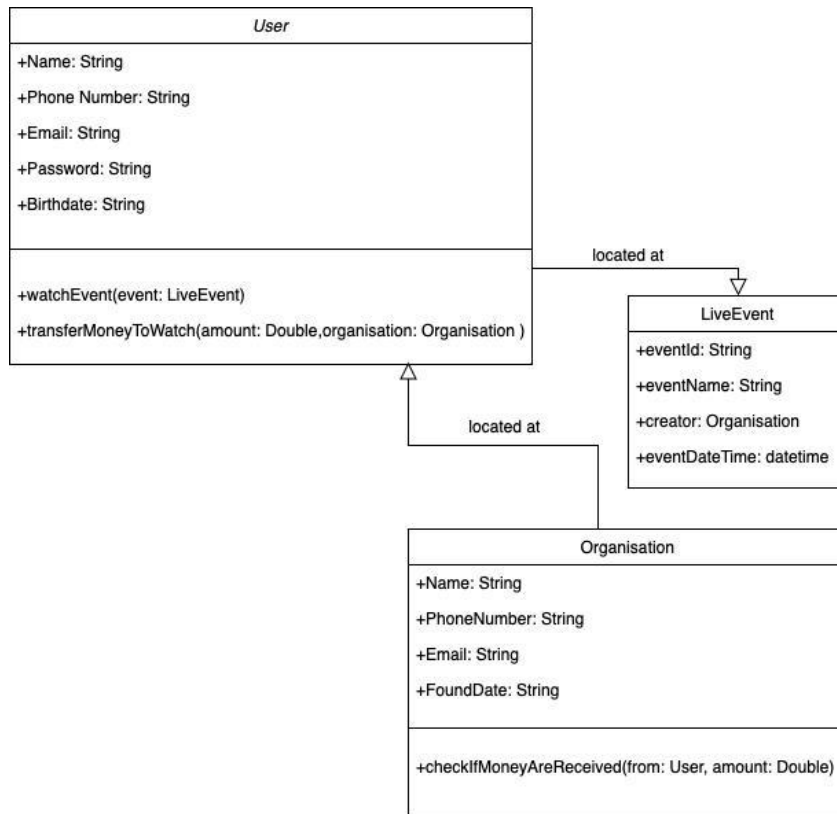 User
+Name: String
+Phone Number: String
+Email: String
+Password: String
+Birthdate: String
+watchEvent(event: LiveEvent)
+transferMoneyToWatch(amount: Double,organisation: Organisation )
located at
LiveEvent
+eventId: String
+eventName: String
+creator: Organisation
+eventDateTime: datetime
located at
Organisation
+Name: String
+PhoneNumber: String
+Email: String
+FoundDate: String
+checkIfMoneyAreReceived(from: User, amount: Double)